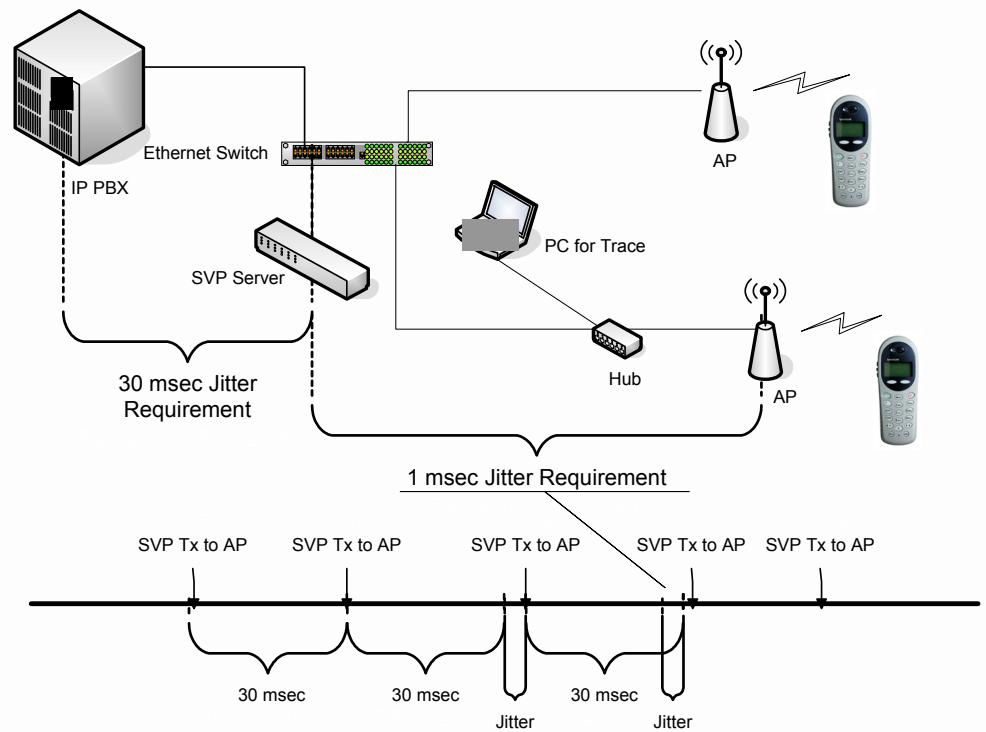 AP
Ethernet Switch
IP PBX
PC for Trace
SVP Server
Hub
AP
30 msec Jitter
Requirement
1 msec Jitter Requirement
SVP Tx to AP
SVP Tx to AP
SVP Tx to AP
SVP Tx to AP
SVP Tx to AP
30 msec
30 msec
30 msec
Jitter
Jitter